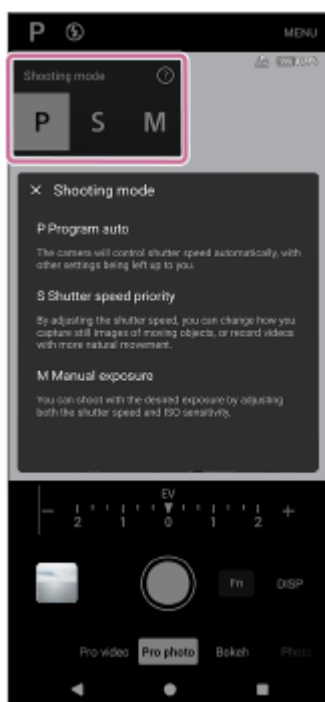 P MENU
Shooting mode ?
P S M
× Shooting mode
P Program auto
The camera will control shutter speed automatically, with
other settings being left up to you.
S Shutter speed priority
By adjusting the shutter speed, you can change how you
capture still images of moving objects, or record videos
with more natural movement.
M Manual exposure
You can shoot with the desired exposure by adjusting
both the shutter speed and ISO sensitivity.
EV
− 2 1 0 1 2 +
Fn DISP
Pro video Pro photo Bokeh Photo